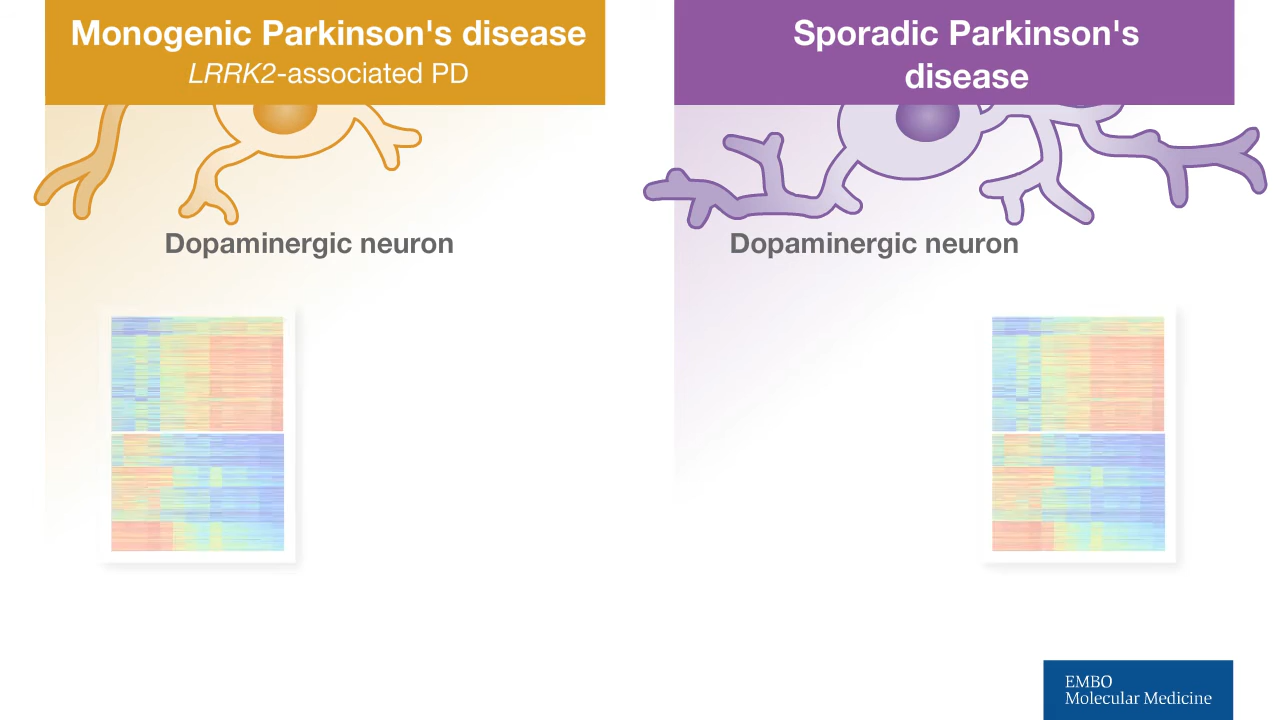 Monogenic Parkinson's disease
LRRK2-associated PD
Sporadic Parkinson's
disease
Dopaminergic neuron
Dopaminergic neuron
EMBO
Molecular Medicine